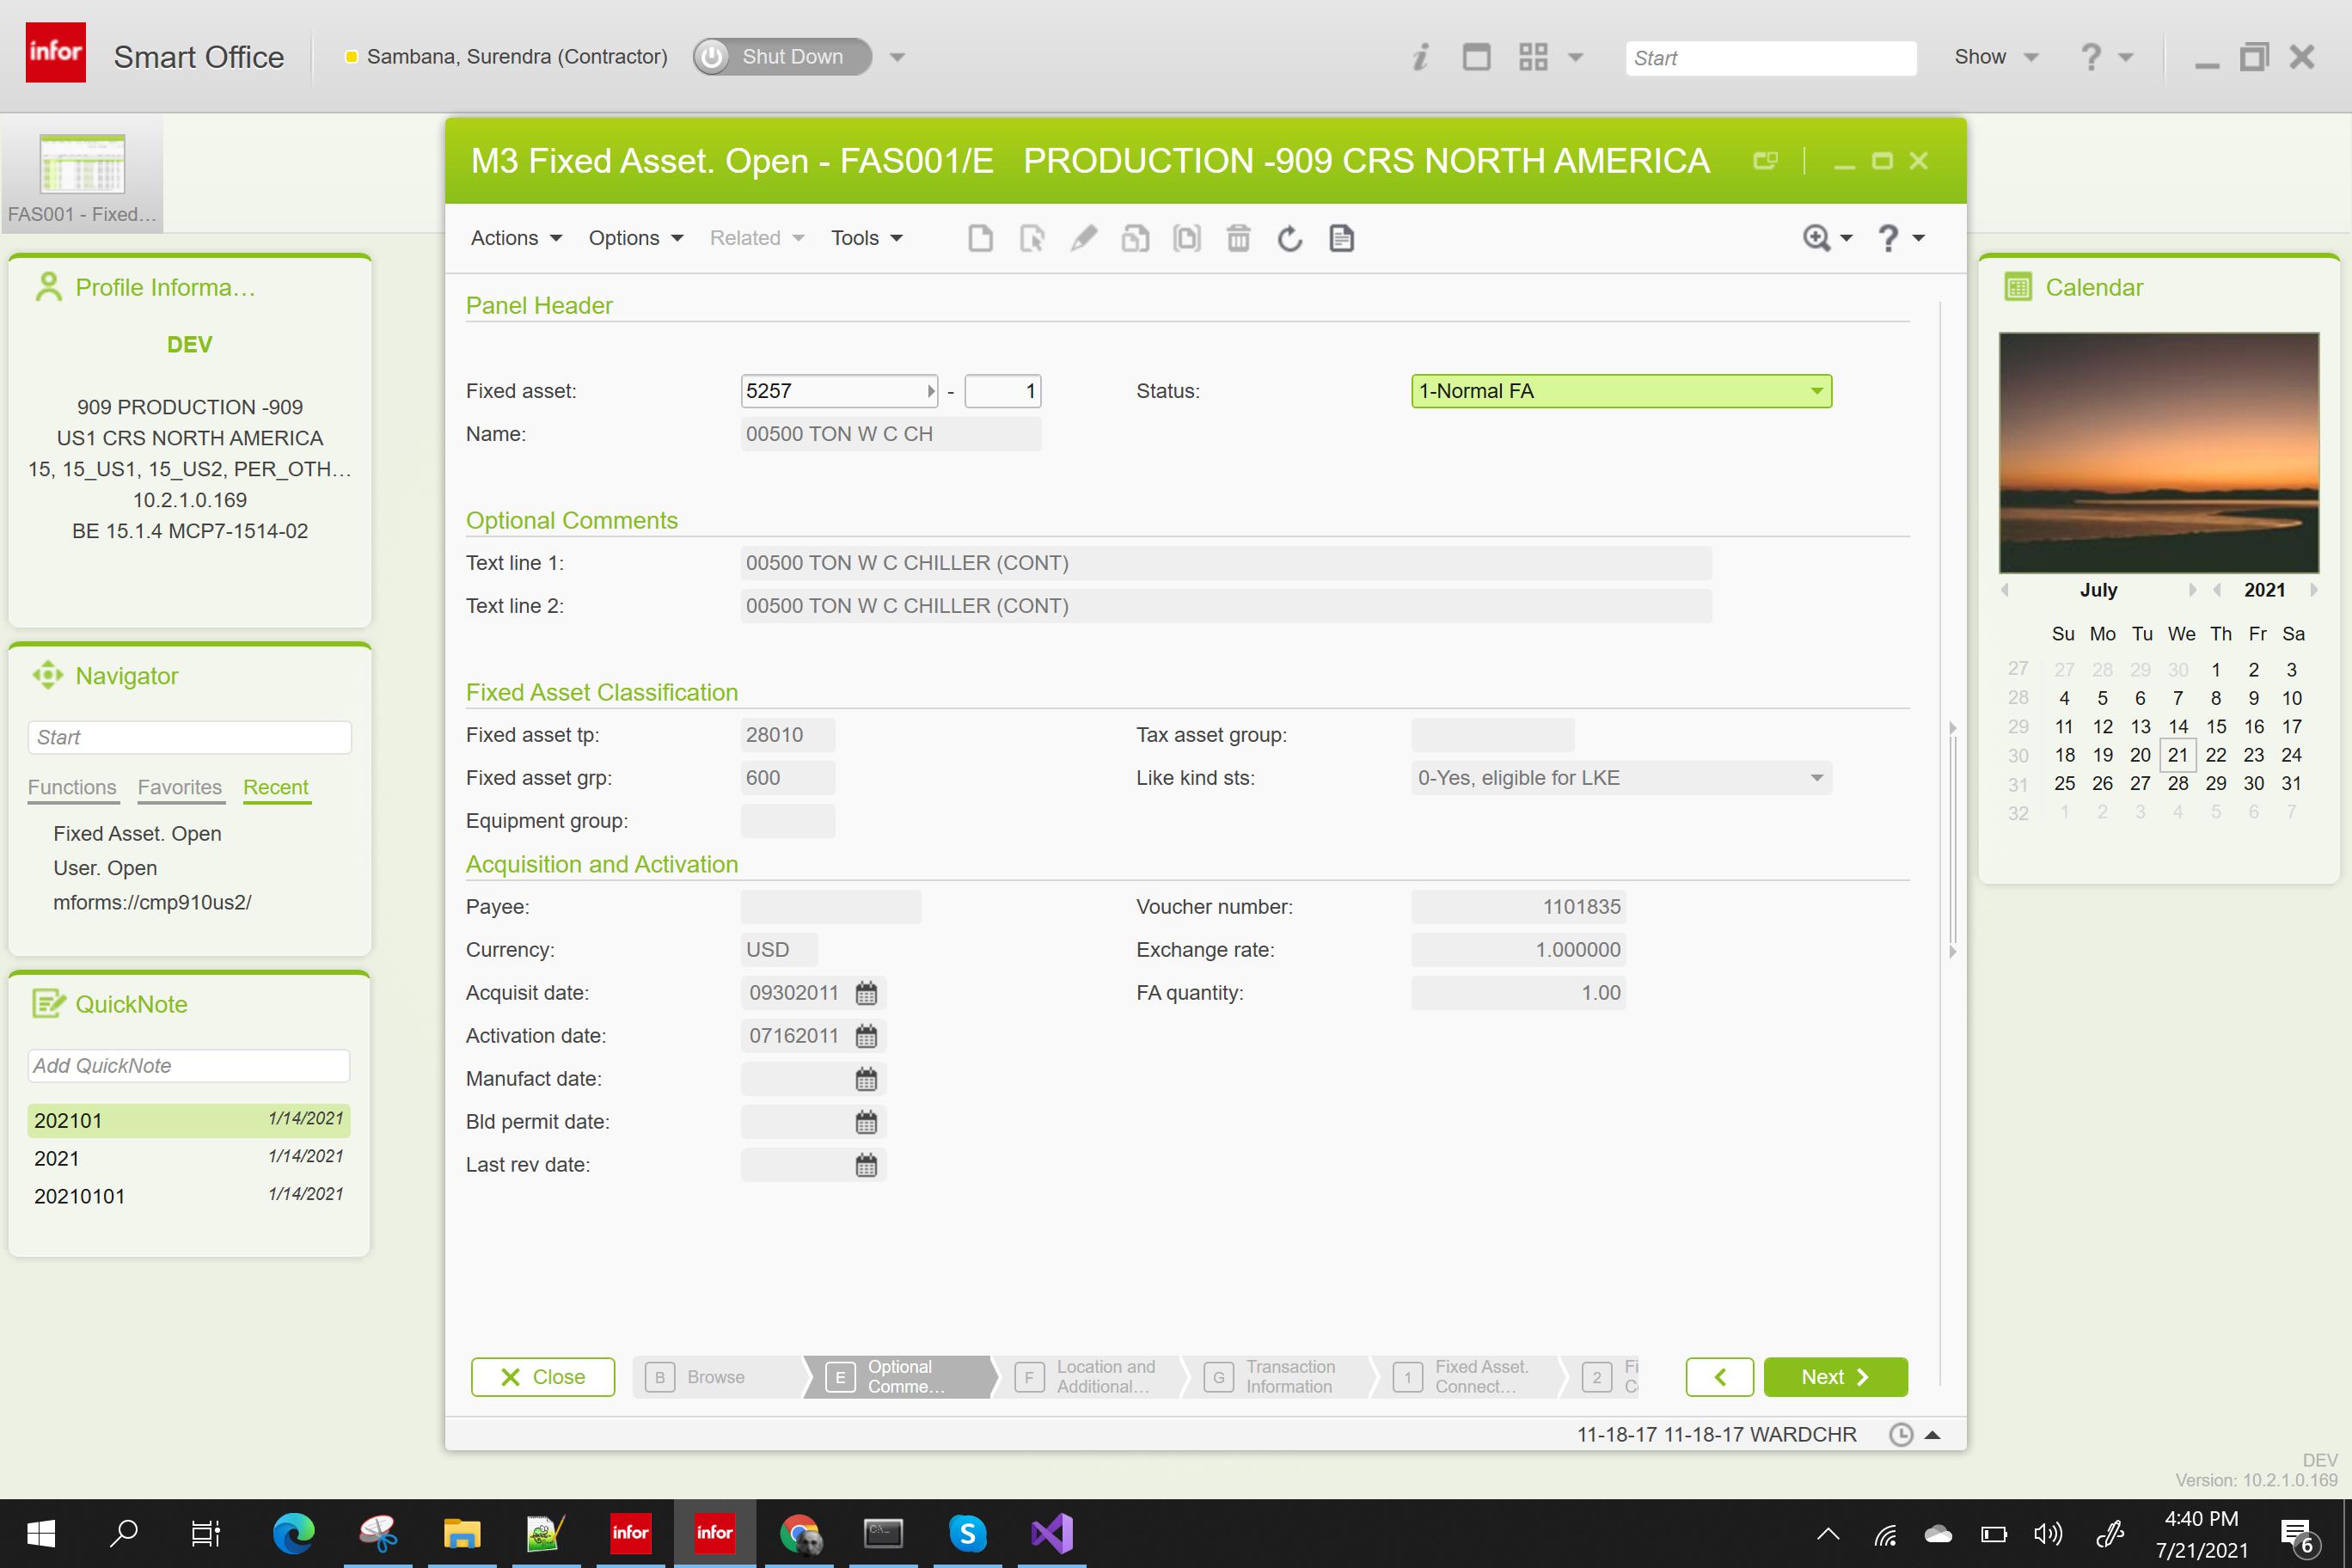 infor Smart Office Sambana, Surendra (Contractor) Shut Down Start Show ?
FAS001 - Fixed...
M3 Fixed Asset. Open - FAS001/E PRODUCTION -909 CRS NORTH AMERICA
Actions Options Related Tools ?
Profile Informa...
DEV
909 PRODUCTION -909
US1 CRS NORTH AMERICA
15, 15_US1, 15_US2, PER_OTH...
10.2.1.0.169
BE 15.1.4 MCP7-1514-02
Navigator
Start
Functions Favorites Recent
Fixed Asset. Open
User. Open
mforms://cmp910us2/
QuickNote
Add QuickNote
202101 1/14/2021
2021 1/14/2021
20210101 1/14/2021
Panel Header
Fixed asset: 5257 - 1 Status: 1-Normal FA
Name: 00500 TON W C CH
Optional Comments
Text line 1: 00500 TON W C CHILLER (CONT)
Text line 2: 00500 TON W C CHILLER (CONT)
Fixed Asset Classification
Fixed asset tp: 28010 Tax asset group:
Fixed asset grp: 600 Like kind sts: 0-Yes, eligible for LKE
Equipment group:
Acquisition and Activation
Payee: Voucher number: 1101835
Currency: USD Exchange rate: 1.000000
Acquisit date: 09302011 FA quantity: 1.00
Activation date: 07162011
Manufact date:
Bld permit date:
Last rev date:
Close B Browse E Optional Comme... F Location and Additional... G Transaction Information 1 Fixed Asset. Connect... 2 Next
11-18-17 11-18-17 WARDCHR
Calendar
July 2021
Su Mo Tu We Th Fr Sa
27 27 28 29 30 1 2 3
28 4 5 6 7 8 9 10
29 11 12 13 14 15 16 17
30 18 19 20 21 22 23 24
31 25 26 27 28 29 30 31
32 1 2 3 4 5 6 7
DEV
Version: 10.2.1.0.169
infor infor S
4:40 PM
7/21/2021
6